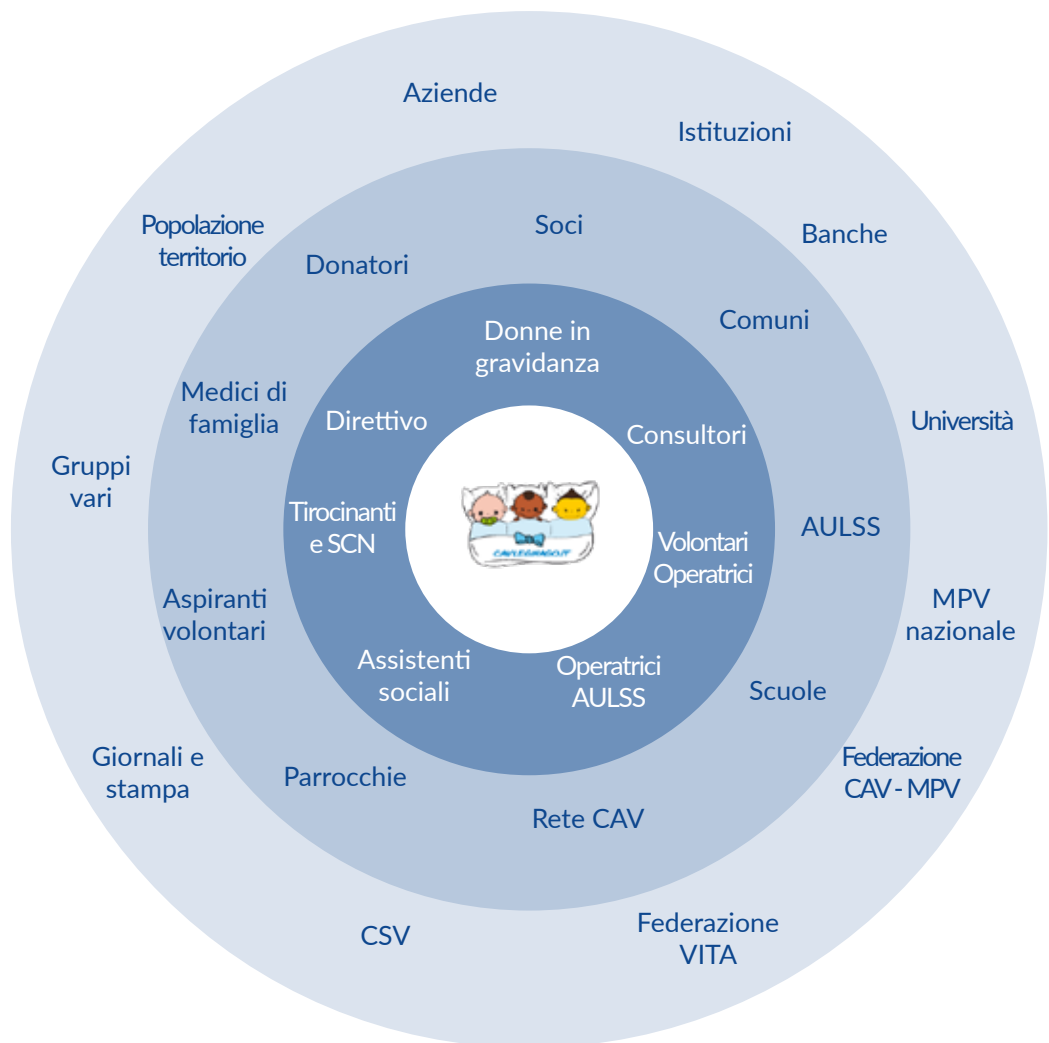 Aziende
Istituzioni
Popolazione
territorio
Soci
Banche
Donatori
Comuni
Donne in
gravidanza
Medici di
famiglia
Direttivo
Consultori
Università
Gruppi
vari
Tirocinanti
e SCN
CAVLEGNAGO.IT
Volontari
Operatrici
AULSS
Aspiranti
volontari
MPV
nazionale
Assistenti
sociali
Operatrici
AULSS
Scuole
Giornali e
stampa
Parrocchie
Rete CAV
Federazione
CAV - MPV
CSV
Federazione
VITA